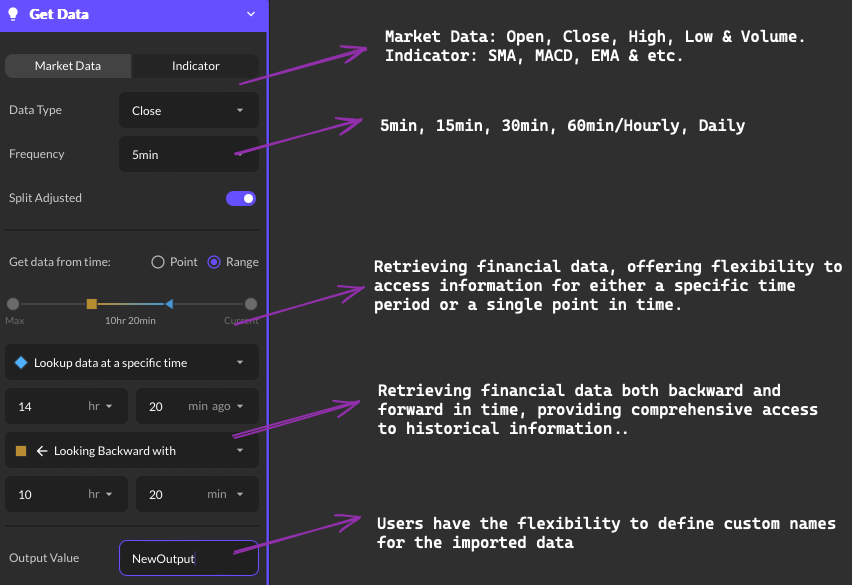 Get Data
Market Data Indicator
Data Type Close
Frequency 5min
Split Adjusted
Get data from time: Point Range
Max 10hr 20min Current
Lookup data at a specific time
14 hr 20 min ago
Looking Backward with
10 hr 20 min
Output Value NewOutput
Market Data: Open, Close, High, Low & Volume.
Indicator: SMA, MACD, EMA & etc.
5min, 15min, 30min, 60min/Hourly, Daily
Retrieving financial data, offering flexibility to
access information for either a specific time
period or a single point in time.
Retrieving financial data both backward and
forward in time, providing comprehensive access
to historical information..
Users have the flexibility to define custom names
for the imported data